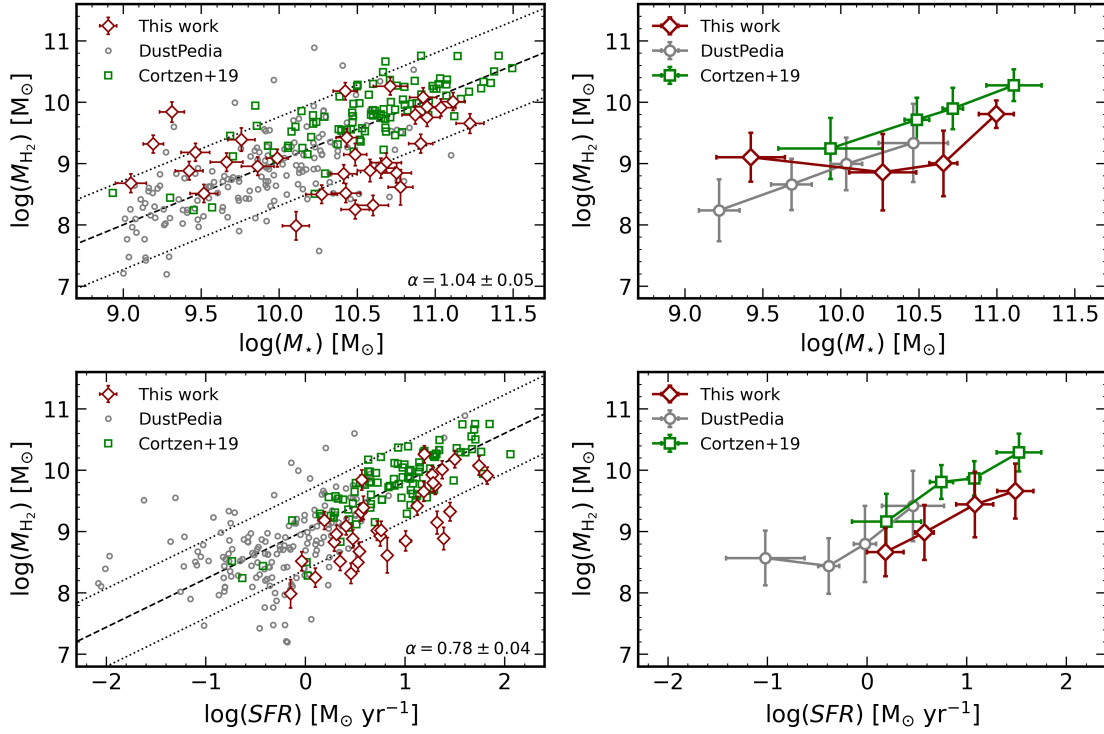 This work
DustPedia
Cortzen+19
α = 1.04 ± 0.05
log(M_H₂) [M⊙]
11
10
9
8
7
9.0 9.5 10.0 10.5 11.0 11.5
log(M⋆) [M⊙]
This work
DustPedia
Cortzen+19
log(M_H₂) [M⊙]
11
10
9
8
7
9.0 9.5 10.0 10.5 11.0 11.5
log(M⋆) [M⊙]
This work
DustPedia
Cortzen+19
α = 0.78 ± 0.04
log(M_H₂) [M⊙]
11
10
9
8
7
−2 −1 0 1 2
log(SFR) [M⊙ yr⁻¹]
This work
DustPedia
Cortzen+19
log(M_H₂) [M⊙]
11
10
9
8
7
−2 −1 0 1 2
log(SFR) [M⊙ yr⁻¹]